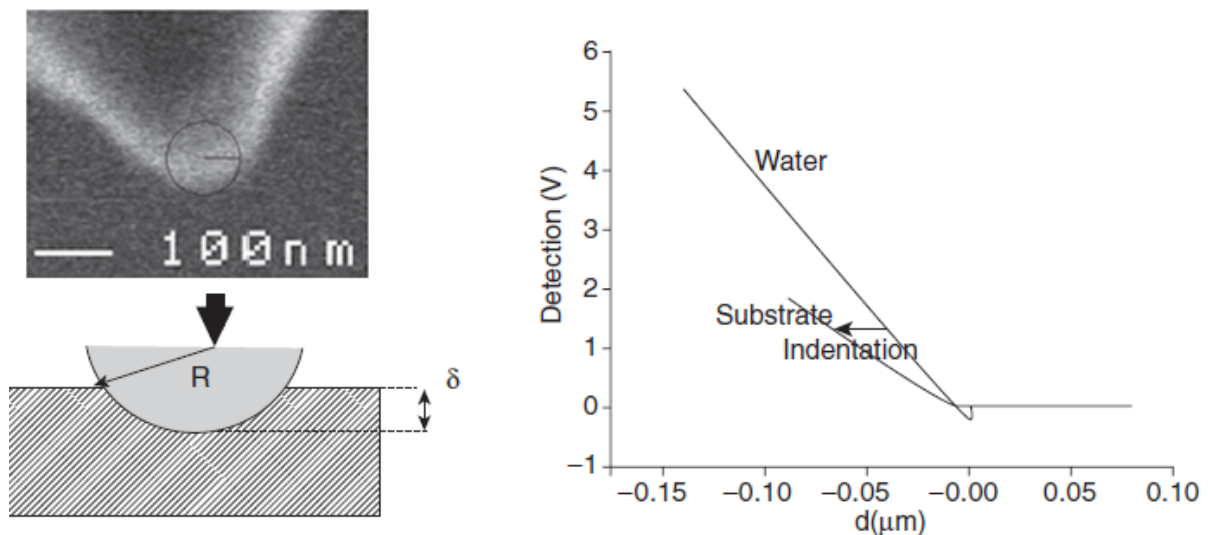 100nm
R
δ
Detection (V)
6
5
4
3
2
1
0
−1
Water
Substrate
Indentation
−0.15
−0.10
−0.05
−0.00
0.05
0.10
d(μm)